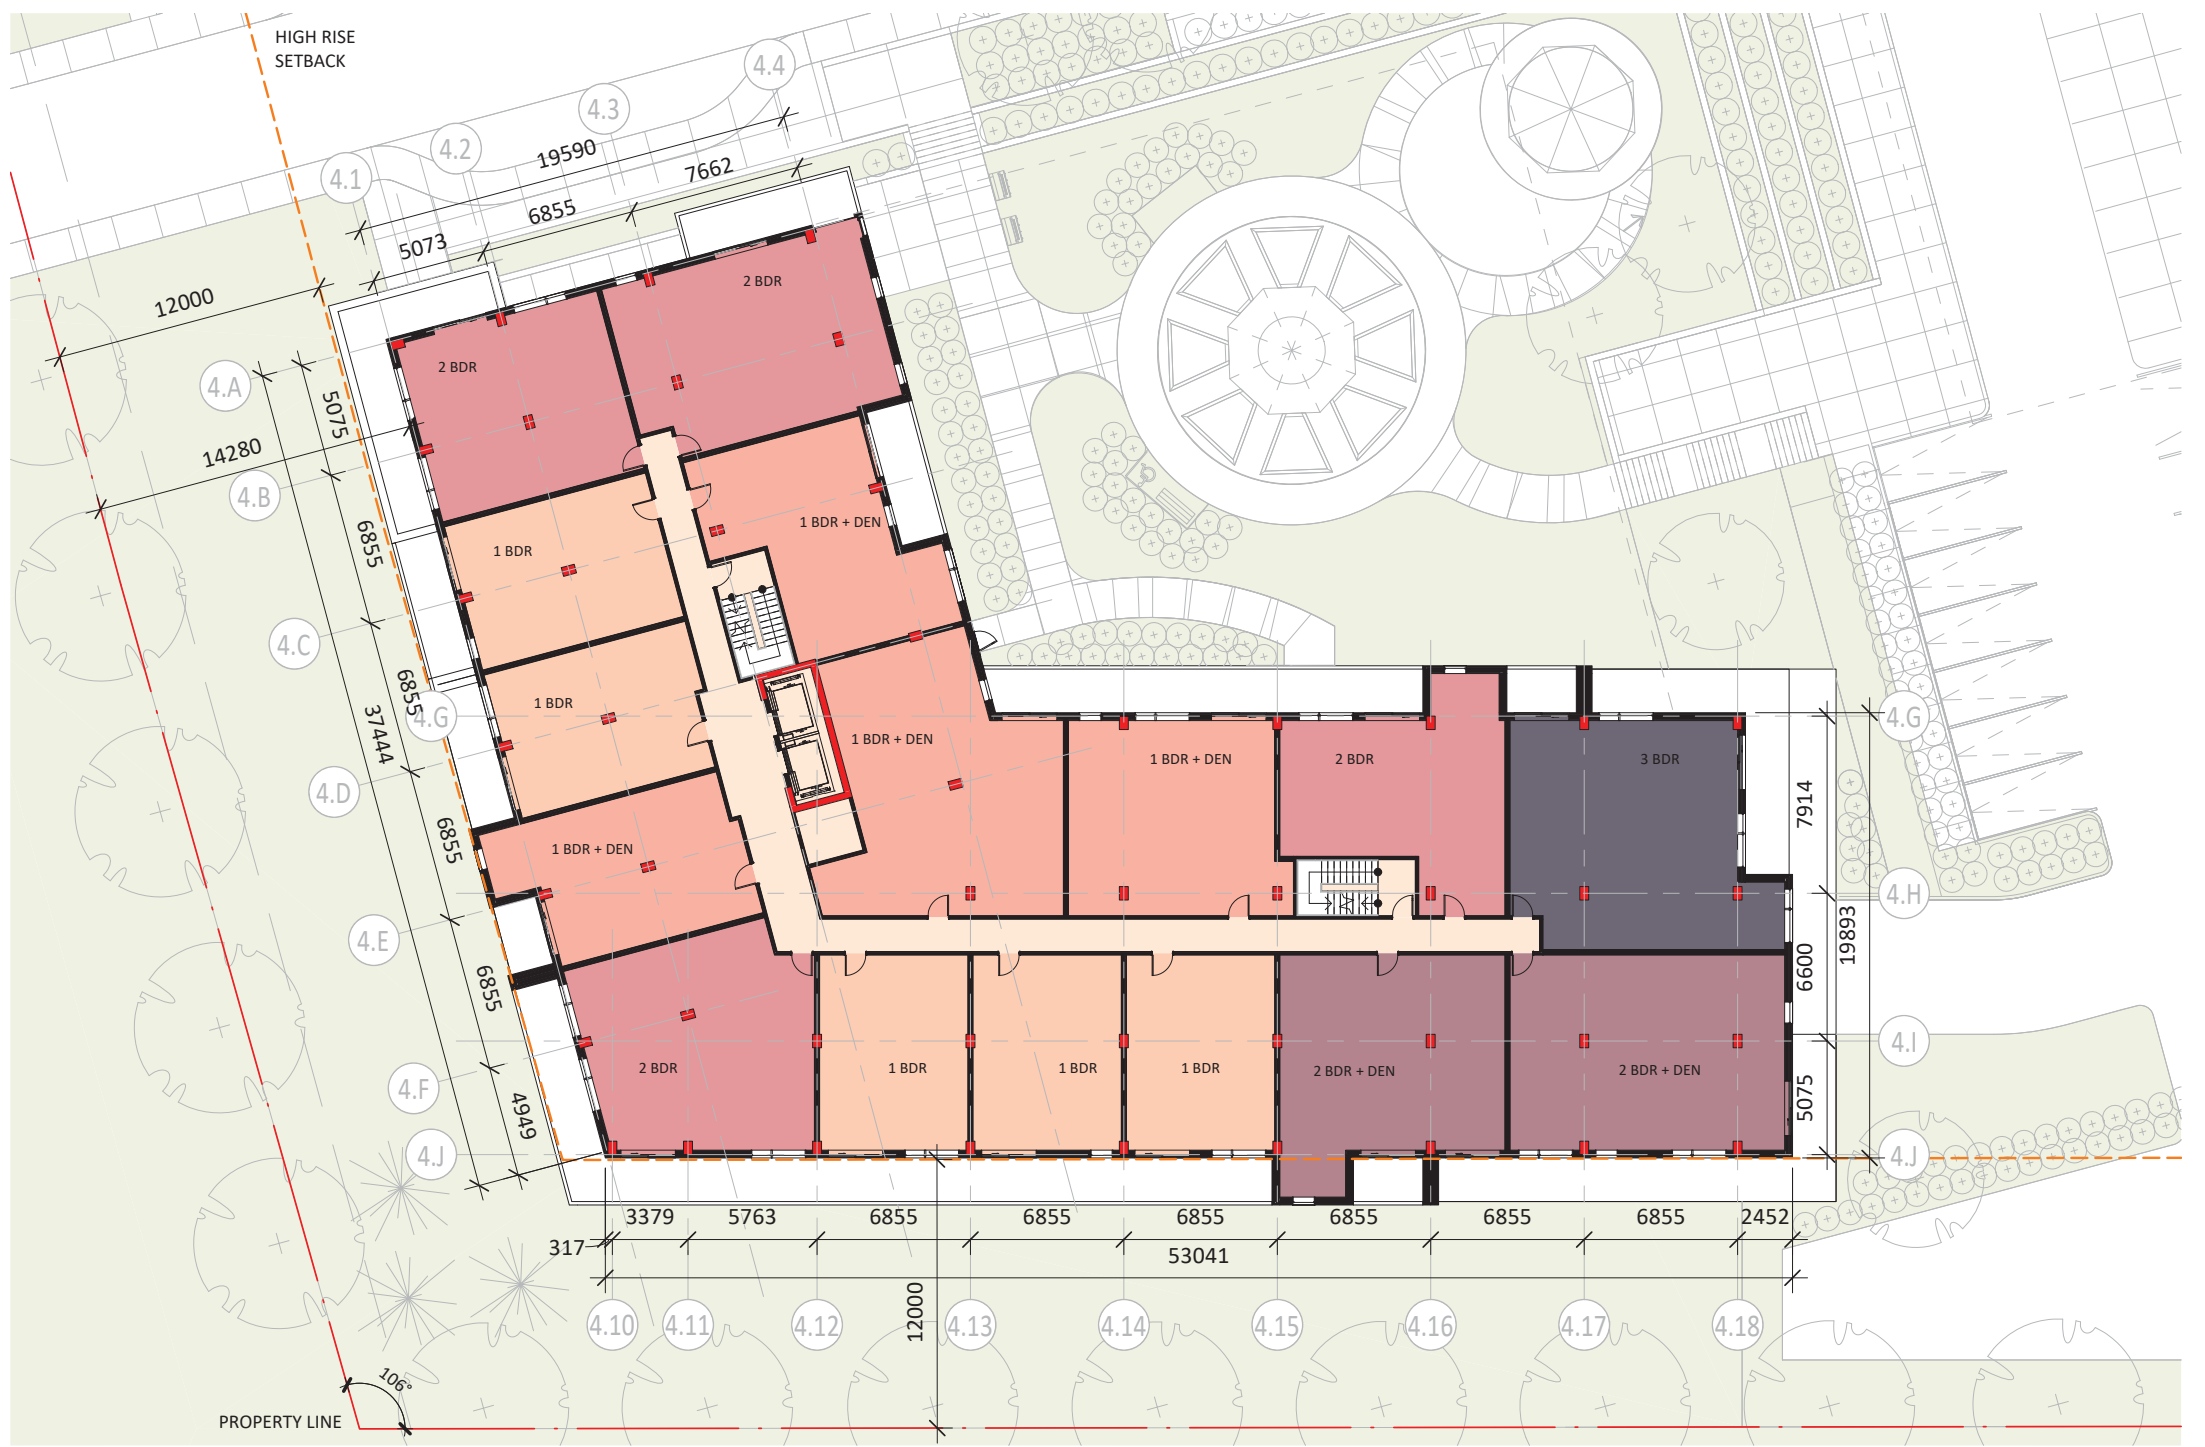 HIGH RISE
SETBACK
4.4
4.3
4.2
4.1
19590
7662
6855
5073
12000
14280
2 BDR
2 BDR
4.A
5075
4.B
6855
1 BDR
1 BDR + DEN
4.C
6855
37444
4.G
1 BDR
1 BDR + DEN
1 BDR + DEN
2 BDR
3 BDR
4.G
4.D
7914
6855
1 BDR + DEN
4.H
4.E
19893
6600
6855
4.I
4.F
2 BDR
1 BDR
1 BDR
1 BDR
2 BDR + DEN
2 BDR + DEN
5075
4949
4.J
4.J
3379
5763
6855
6855
6855
6855
6855
6855
2452
317
53041
12000
4.10
4.11
4.12
4.13
4.14
4.15
4.16
4.17
4.18
106°
PROPERTY LINE